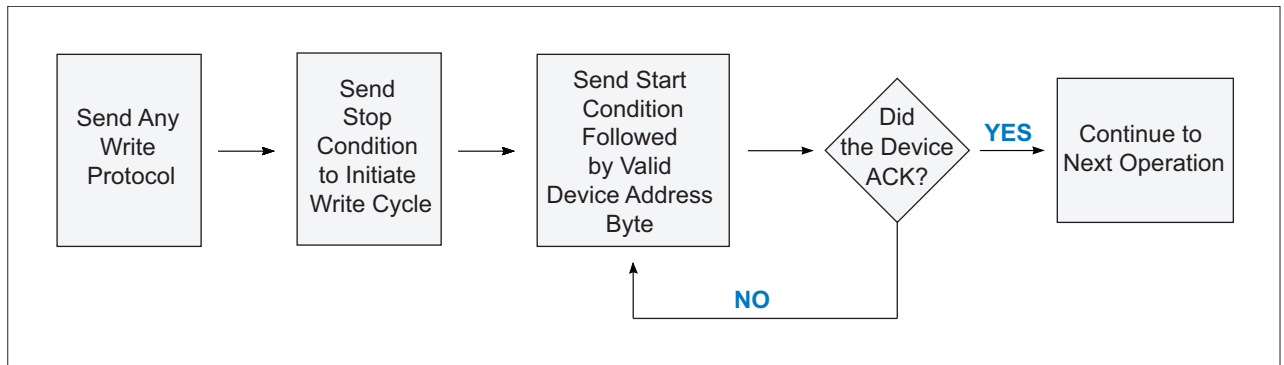 Send Any
Write
Protocol
Send
Stop
Condition
to Initiate
Write Cycle
Send Start
Condition
Followed
by Valid
Device Address
Byte
Did
the Device
ACK?
YES
Continue to
Next Operation
NO